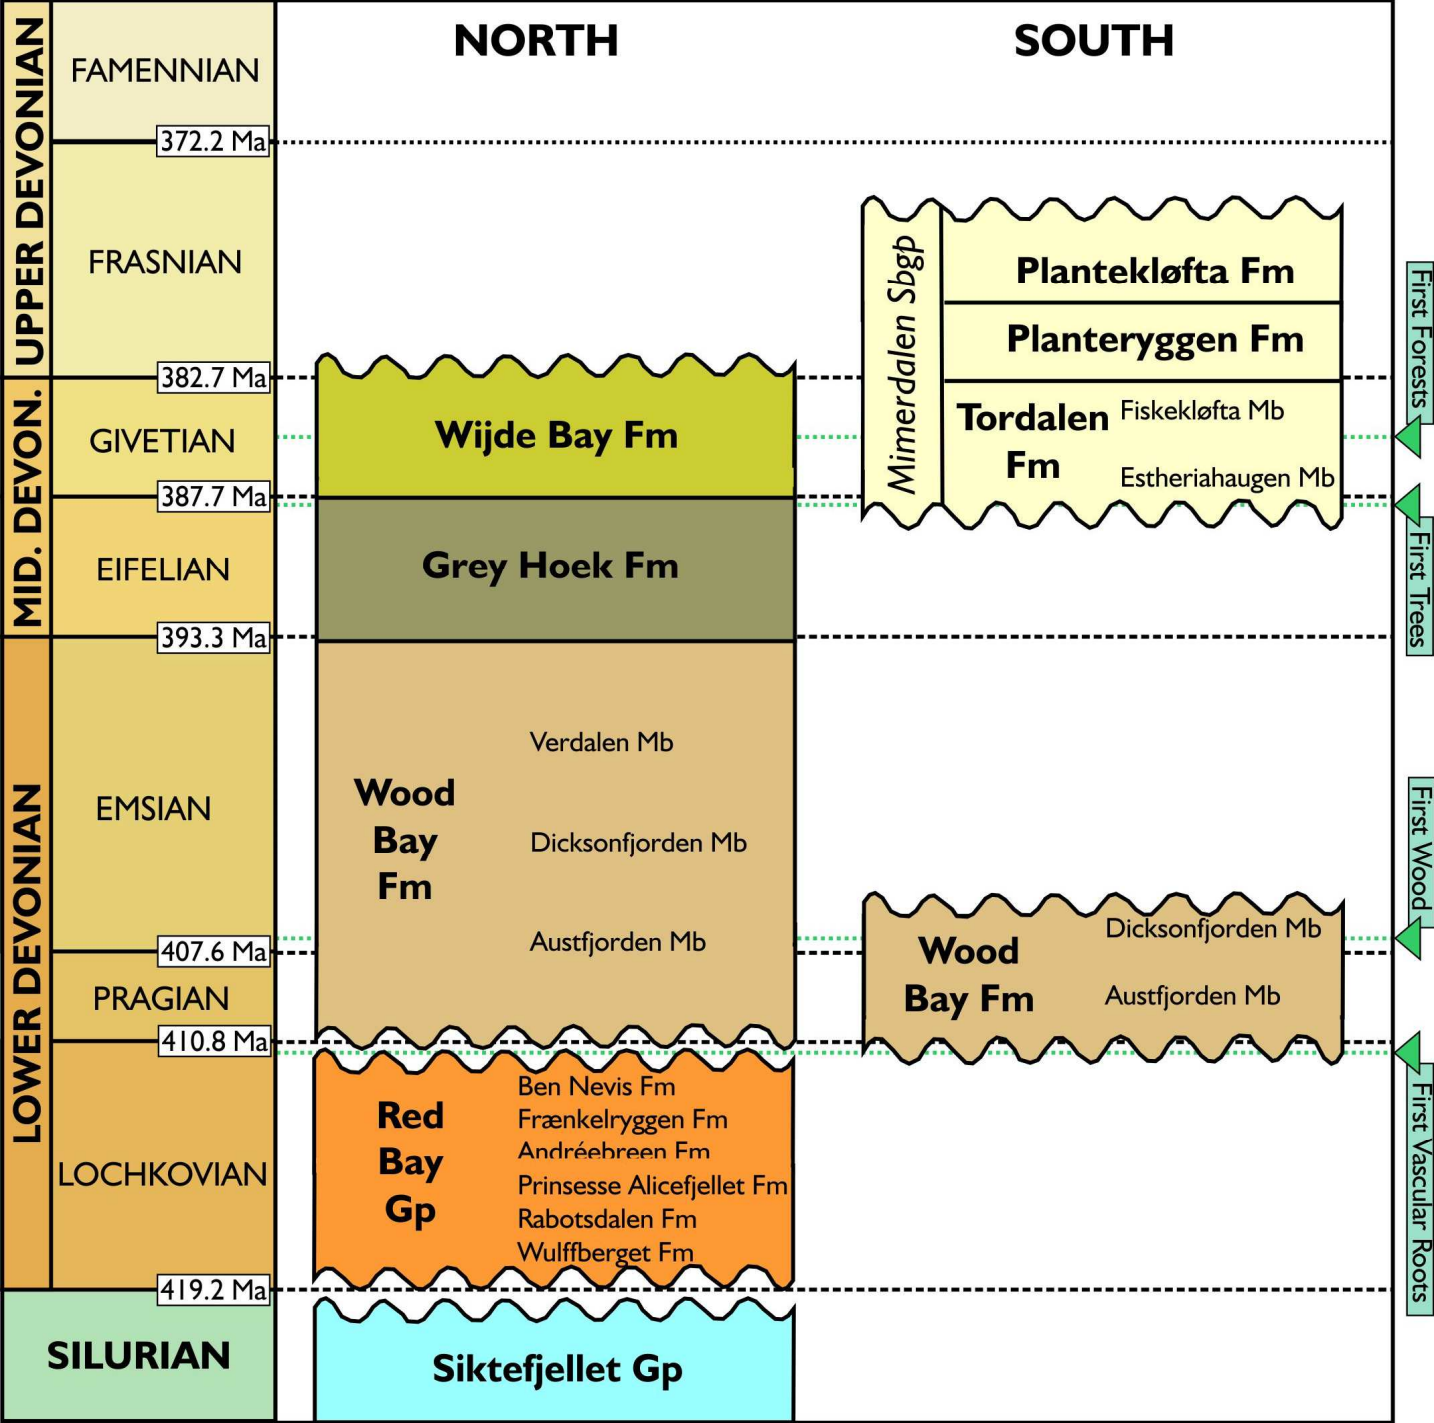 NORTH
SOUTH
UPPER DEVONIAN
FAMENNIAN
372.2 Ma
FRASNIAN
382.7 Ma
MID. DEVON.
GIVETIAN
387.7 Ma
EIFELIAN
393.3 Ma
LOWER DEVONIAN
EMSIAN
407.6 Ma
PRAGIAN
410.8 Ma
LOCHKOVIAN
419.2 Ma
SILURIAN
Wijde Bay Fm
Grey Hoek Fm
Wood
Bay
Fm
Verdalen Mb
Dicksonfjorden Mb
Austfjorden Mb
Red
Bay
Gp
Ben Nevis Fm
Frænkelryggen Fm
Andréebreen Fm
Prinsesse Alicefjellet Fm
Rabotsdalen Fm
Wulffberget Fm
Siktefjellet Gp
Mimerdalen Sbgp
Plantekløfta Fm
Planteryggen Fm
Tordalen
Fm
Fiskekløfta Mb
Estheriahaugen Mb
Wood
Bay Fm
Dicksonfjorden Mb
Austfjorden Mb
First Forests
First Trees
First Wood
First Vascular Roots